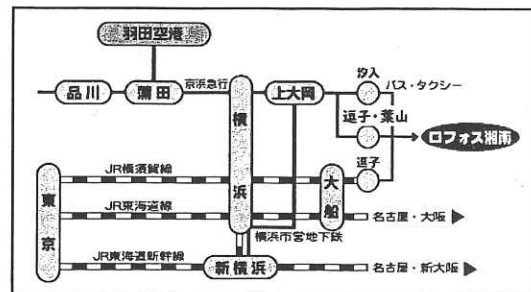 羽田空港
品川
蒲田
京浜急行
横浜
上大岡
汐入
バス・タクシー
逗子・葉山
ロフォス湘南
逗子
JR横須賀線
東京
大船
JR東海道線
名古屋・大阪
横浜市営地下鉄
JR東海道新幹線
新横浜
名古屋・新大阪